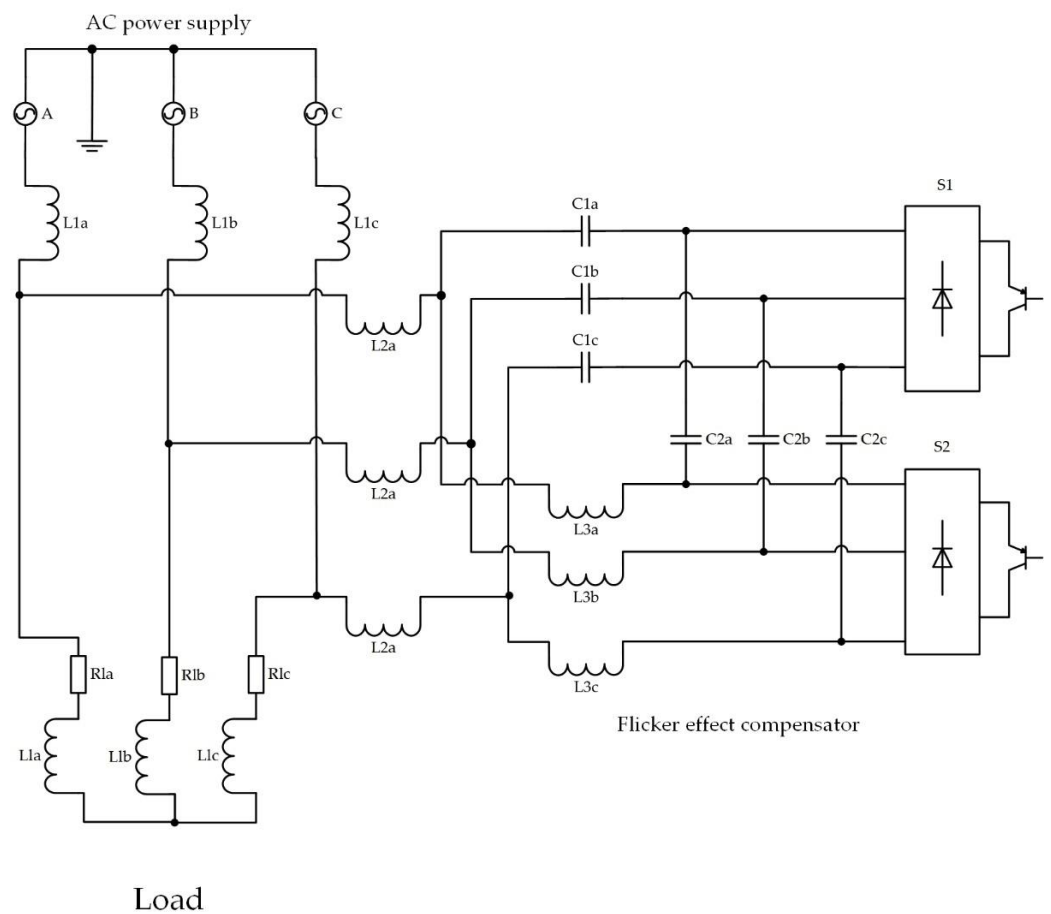 AC power supply
A
B
C
L1a
L1b
L1c
C1a
S1
C1b
L2a
C1c
C2a
C2b
C2c
S2
L2a
L3a
L3b
L2a
Rla
Rlb
Rlc
L3c
Flicker effect compensator
Lla
Llb
Llc
Load